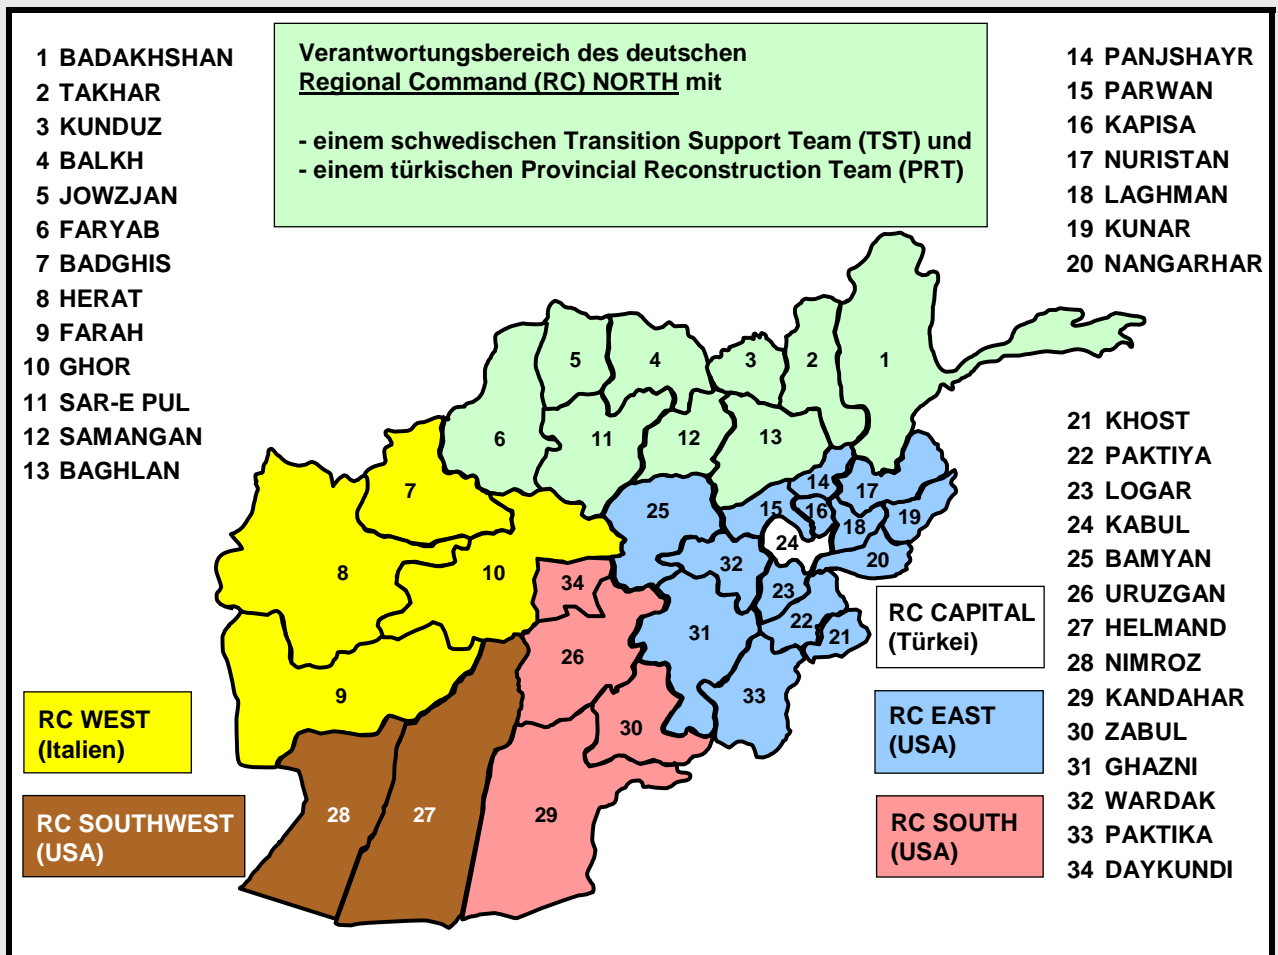 1 BADAKHSHAN
2 TAKHAR
3 KUNDUZ
4 BALKH
5 JOWZJAN
6 FARYAB
7 BADGHIS
8 HERAT
9 FARAH
10 GHOR
11 SAR-E PUL
12 SAMANGAN
13 BAGHLAN
Verantwortungsbereich des deutschen
Regional Command (RC) NORTH mit
- einem schwedischen Transition Support Team (TST) und
- einem türkischen Provincial Reconstruction Team (PRT)
14 PANJSHAYR
15 PARWAN
16 KAPISA
17 NURISTAN
18 LAGHMAN
19 KUNAR
20 NANGARHAR
21 KHOST
22 PAKTIYA
23 LOGAR
24 KABUL
25 BAMYAN
26 URUZGAN
27 HELMAND
28 NIMROZ
29 KANDAHAR
30 ZABUL
31 GHAZNI
32 WARDAK
33 PAKTIKA
34 DAYKUNDI
5
4
3
2
1
6
11
12
13
7
25
14
17
15
16
18
19
24
20
8
10
34
32
23
22
21
31
26
9
33
30
28
27
29
RC WEST
(Italien)
RC SOUTHWEST
(USA)
RC CAPITAL
(Türkei)
RC EAST
(USA)
RC SOUTH
(USA)